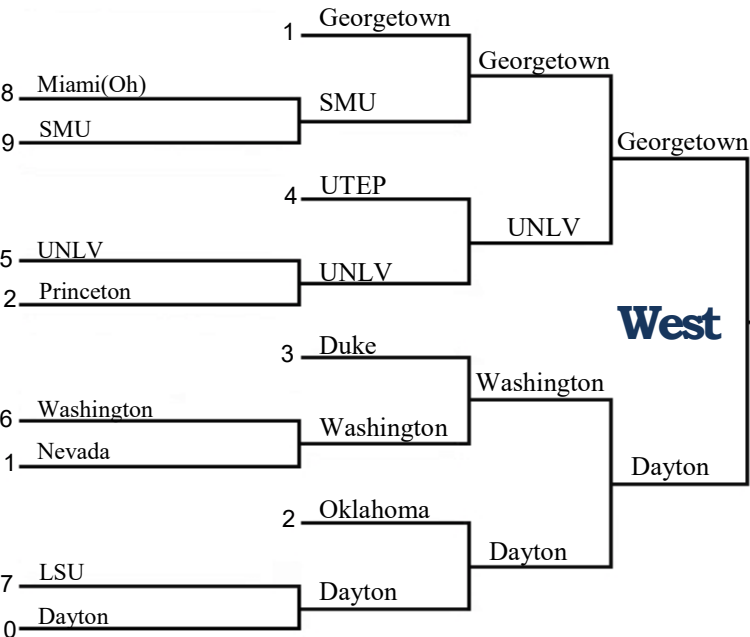 1 Georgetown
Georgetown
8 Miami(Oh)
SMU
9 SMU
Georgetown
4 UTEP
UNLV
5 UNLV
UNLV
2 Princeton
West
3 Duke
Washington
6 Washington
Washington
1 Nevada
Dayton
2 Oklahoma
Dayton
7 LSU
Dayton
0 Dayton